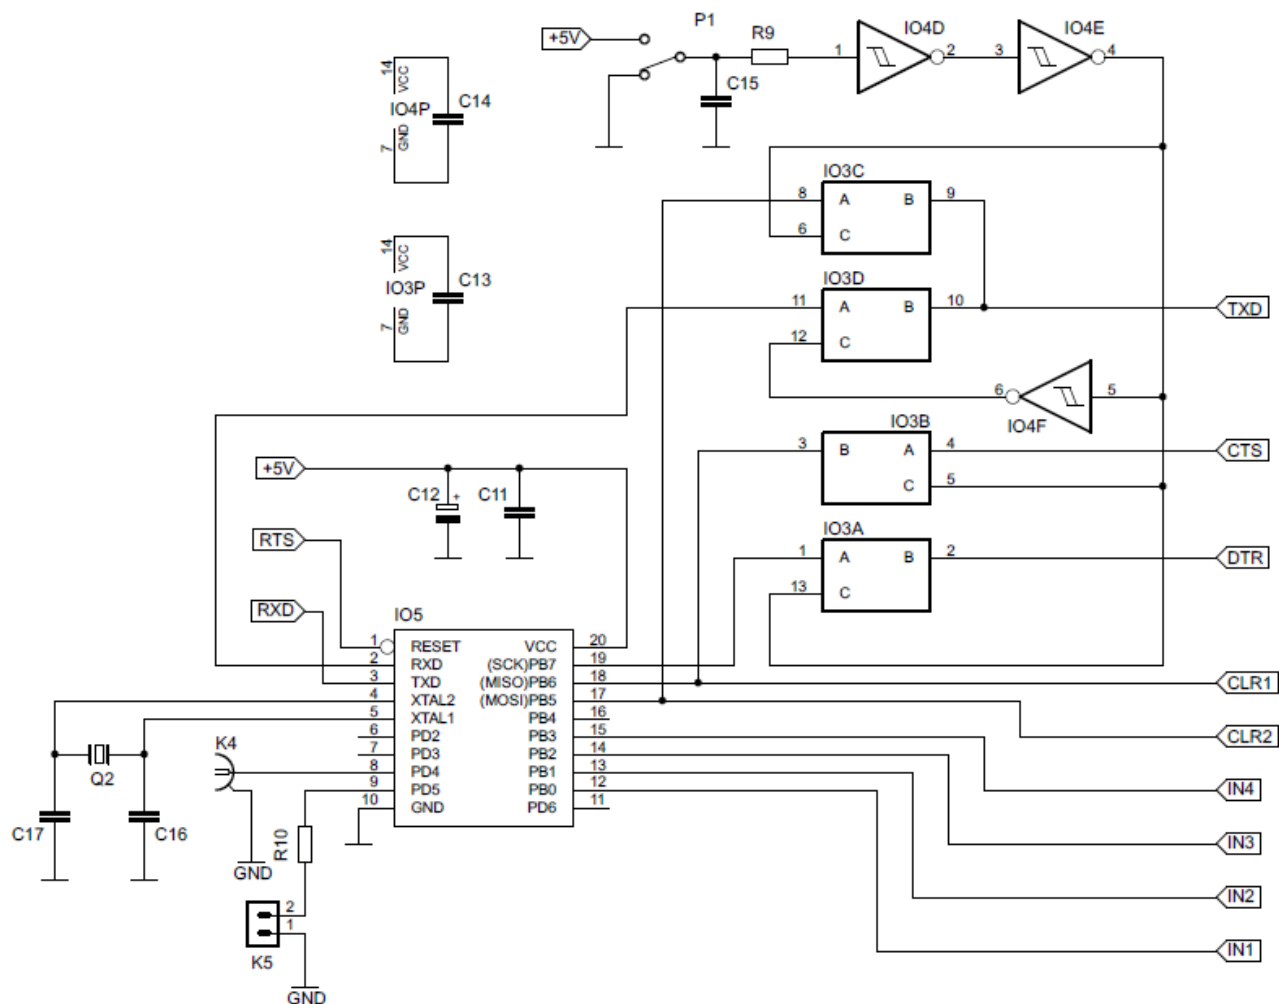 P1
+5V
R9
IO4D
IO4E
1
2
3
4
C15
14
VCC
IO4P
C14
7
GND
14
VCC
IO3P
C13
7
GND
IO3C
8
A
B
9
6
C
IO3D
11
A
B
10
TXD
12
C
6
5
IO4F
IO3B
3
B
A
4
CTS
C
5
+5V
C12
+
C11
IO3A
1
A
B
2
DTR
13
C
RTS
RXD
IO5
1 RESET VCC 20
2 RXD (SCK)PB7 19
3 TXD (MISO)PB6 18
CLR1
4 XTAL2 (MOSI)PB5 17
5 XTAL1 PB4 16
6 PD2 PB3 15
CLR2
7 PD3 PB2 14
8 PD4 PB1 13
9 PD5 PB0 12
10 GND PD6 11
IN4
IN3
IN2
IN1
K4
Q2
C17
C16
GND
R10
2
1
K5
GND